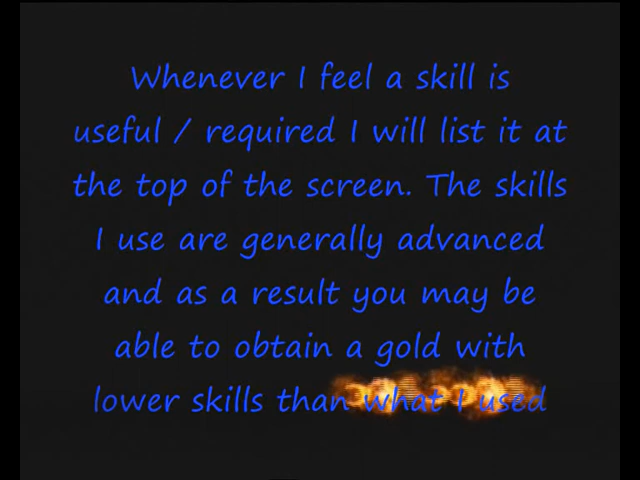 Whenever I feel a skill is
useful / required I will list it at
the top of the screen. The skills
I use are generally advanced
and as a result you may be
able to obtain a gold with
lower skills than what I used